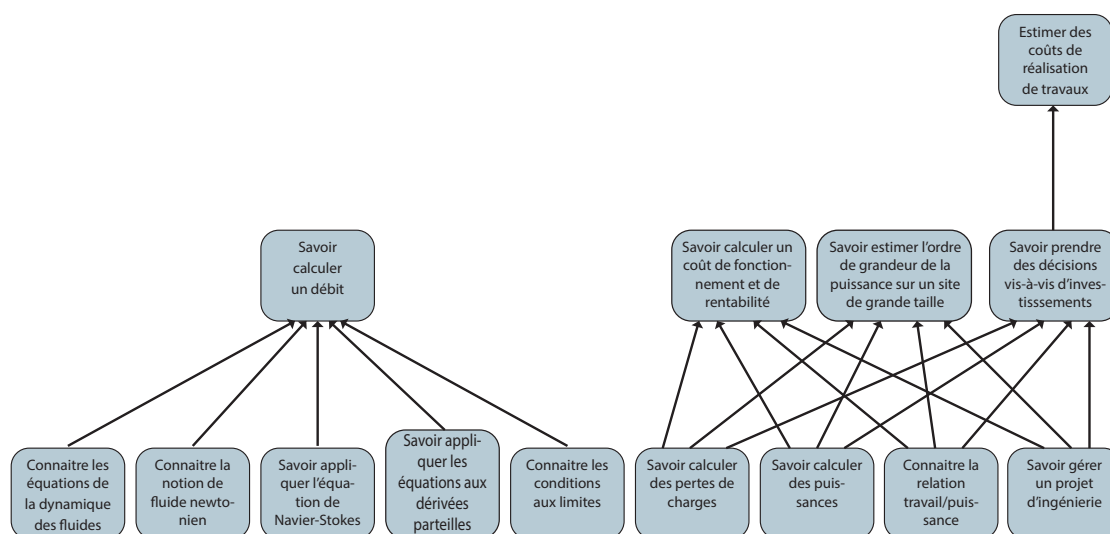 Estimer des
coûts de
réalisation
de travaux
Savoir
calculer
un débit
Savoir calculer un
coût de fonction-
nement et de
rentabilité
Savoir estimer l'ordre
de grandeur de la
puissance sur un site
de grande taille
Savoir prendre
des décisions
vis-à-vis d'inves-
tisssements
Connaitre les
équations de
la dynamique
des fluides
Connaitre la
notion de
fluide newto-
nien
Savoir appli-
quer l'équa-
tion de
Navier-Stokes
Savoir appli-
quer les
équations aux
dérivées
parteilles
Connaitre les
conditions
aux limites
Savoir calculer
des pertes de
charges
Savoir calculer
des puis-
sances
Connaitre la
relation
travail/puis-
sance
Savoir gérer
un projet
d'ingénierie